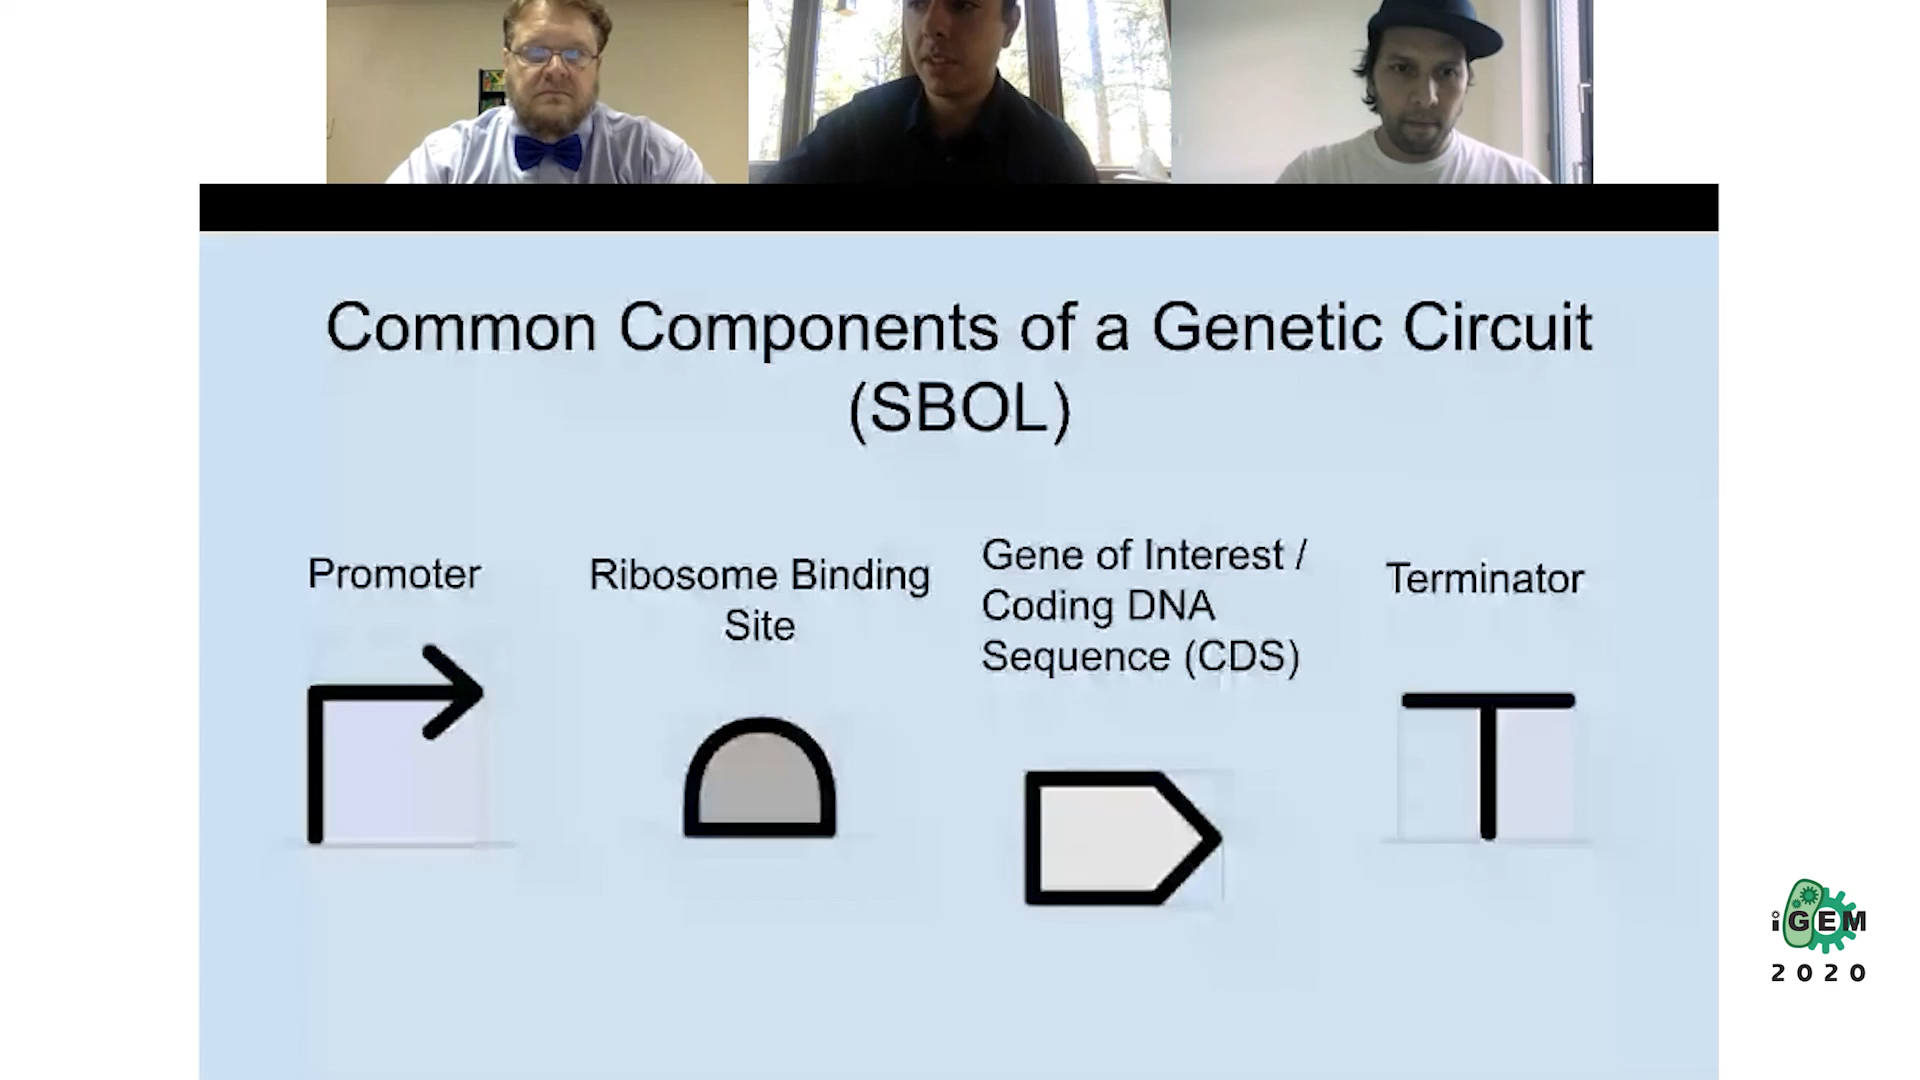 Common Components of a Genetic Circuit
(SBOL)
Promoter
Ribosome Binding
Site
Gene of Interest /
Coding DNA
Sequence (CDS)
Terminator
iGEM
2020